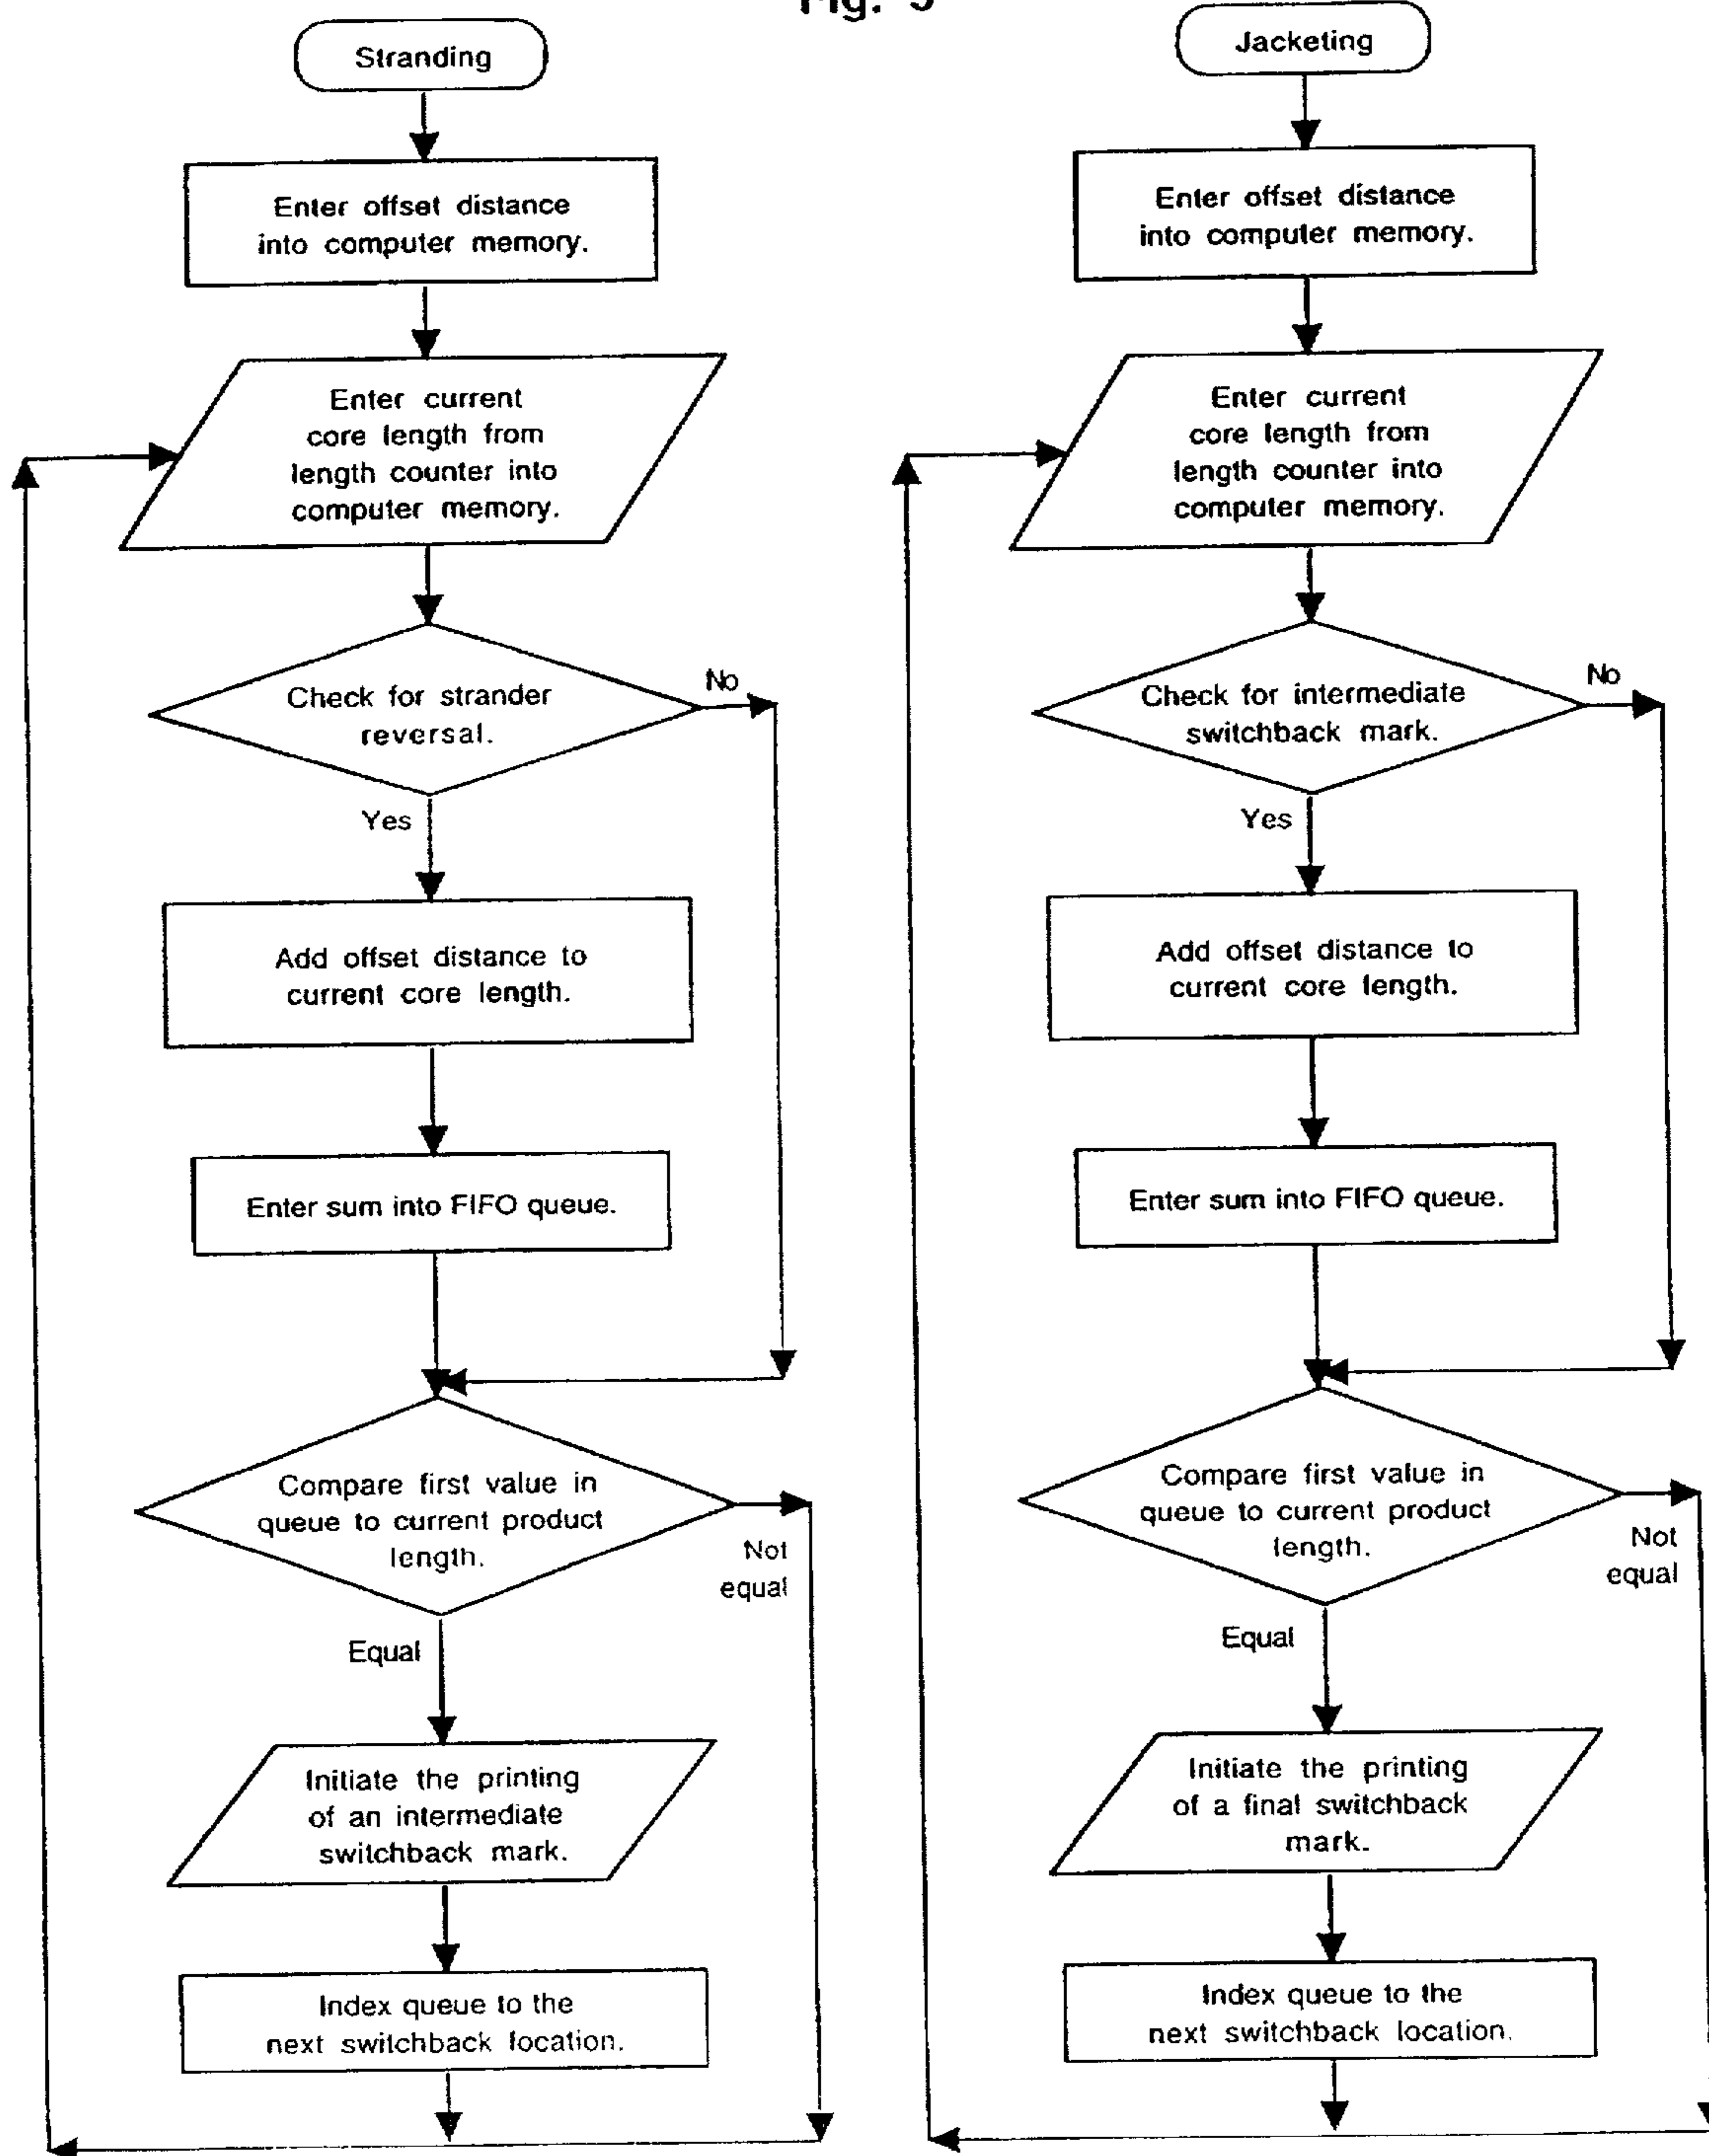 Fig. 5
Stranding
Enter offset distance
into computer memory.
Enter current
core length from
length counter into
computer memory.
Check for strander
reversal.
No
Yes
Add offset distance to
current core length.
Enter sum into FIFO queue.
Compare first value in
queue to current product
length.
Not
equal
Equal
Initiate the printing
of an intermediate
switchback mark.
Index queue to the
next switchback location.
Jacketing
Enter offset distance
into computer memory.
Enter current
core length from
length counter into
computer memory.
Check for intermediate
switchback mark.
No
Yes
Add offset distance to
current core length.
Enter sum into FIFO queue.
Compare first value in
queue to current product
length.
Not
equal
Equal
Initiate the printing
of a final switchback
mark.
Index queue to the
next switchback location.